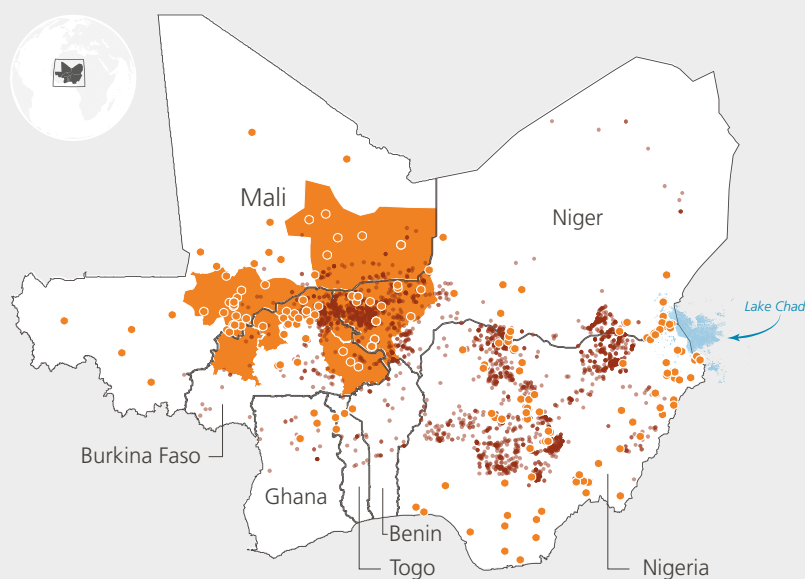 Mali
Niger
Lake Chad
Burkina Faso
Ghana
Benin
Togo
Nigeria